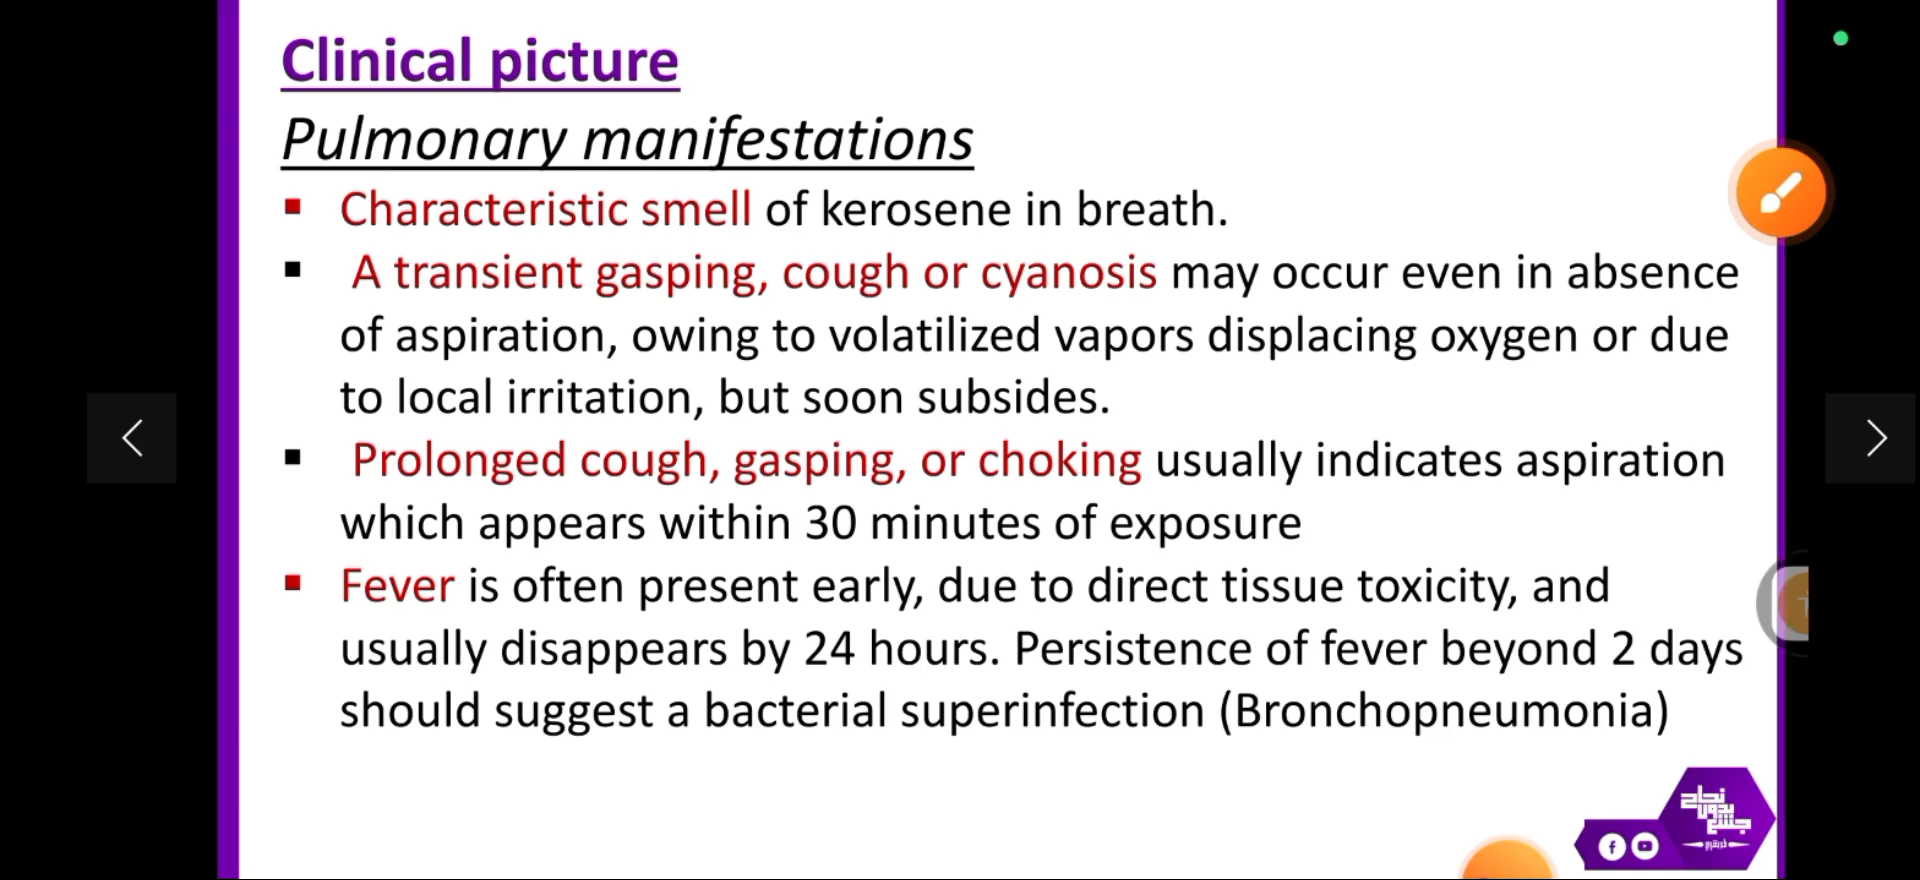 Clinical picture
Pulmonary manifestations
▪ Characteristic smell of kerosene in breath.
▪ A transient gasping, cough or cyanosis may occur even in absence
of aspiration, owing to volatilized vapors displacing oxygen or due
to local irritation, but soon subsides.
▪ Prolonged cough, gasping, or choking usually indicates aspiration
which appears within 30 minutes of exposure
▪ Fever is often present early, due to direct tissue toxicity, and
usually disappears by 24 hours. Persistence of fever beyond 2 days
should suggest a bacterial superinfection (Bronchopneumonia)
نجاح
بدون